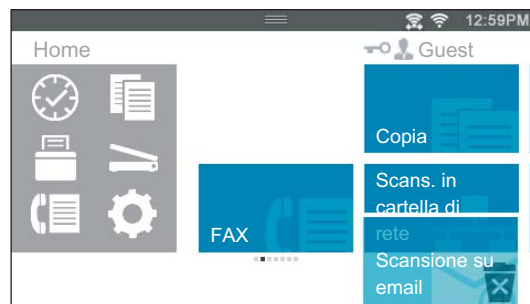 12:59PM
Home
Guest
Copia
Scans. in
cartella di
rete
FAX
Scansione su
email